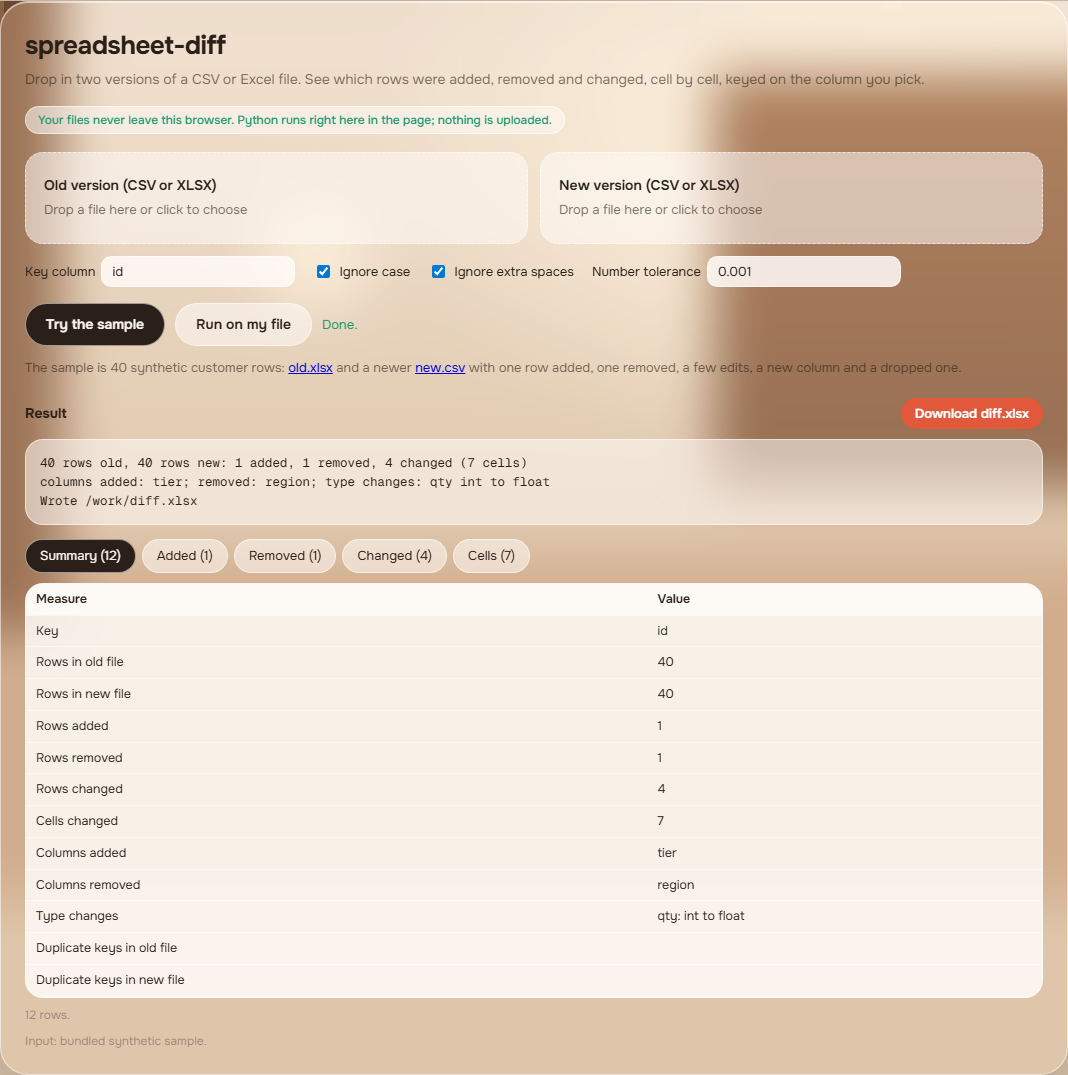 spreadsheet-diff
Drop in two versions of a CSV or Excel file. See which rows were added, removed and changed, cell by cell, keyed on the column you pick.
Your files never leave this browser. Python runs right here in the page; nothing is uploaded.
Old version (CSV or XLSX)
Drop a file here or click to choose
New version (CSV or XLSX)
Drop a file here or click to choose
Key column id Ignore case Ignore extra spaces Number tolerance 0.001
Try the sample Run on my file Done.
The sample is 40 synthetic customer rows: old.xlsx and a newer new.csv with one row added, one removed, a few edits, a new column and a dropped one.
Result Download diff.xlsx
40 rows old, 40 rows new: 1 added, 1 removed, 4 changed (7 cells)
columns added: tier; removed: region; type changes: qty int to float
Wrote /work/diff.xlsx
Summary (12) Added (1) Removed (1) Changed (4) Cells (7)
Measure Value
Key id
Rows in old file 40
Rows in new file 40
Rows added 1
Rows removed 1
Rows changed 4
Cells changed 7
Columns added tier
Columns removed region
Type changes qty: int to float
Duplicate keys in old file
Duplicate keys in new file
12 rows.
Input: bundled synthetic sample.